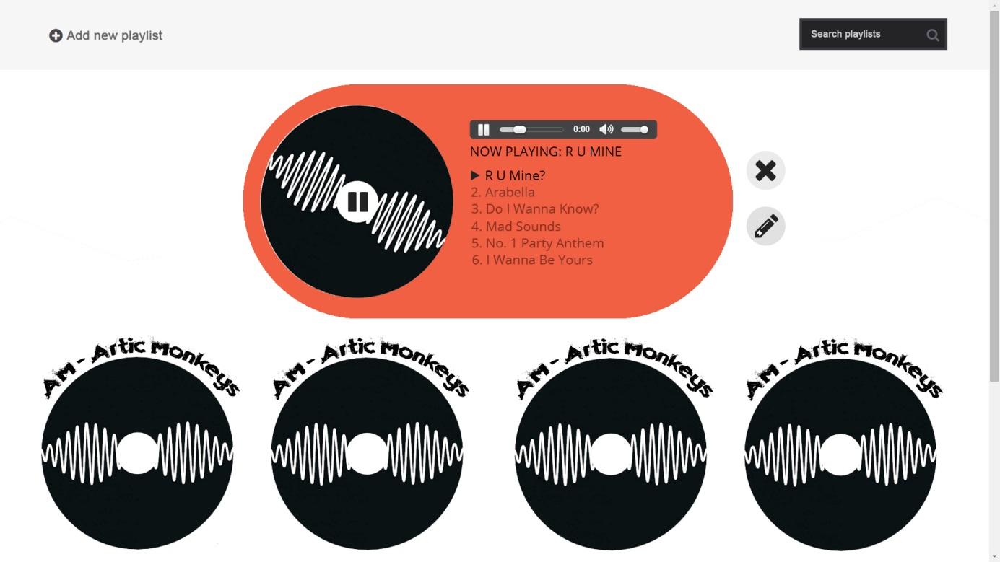 Add new playlist
Search playlists
0:00
NOW PLAYING: R U MINE
R U Mine?
2. Arabella
3. Do I Wanna Know?
4. Mad Sounds
5. No. 1 Party Anthem
6. I Wanna Be Yours
AM - Artic Monkeys
AM - Artic Monkeys
AM - Artic Monkeys
AM - Artic Monkeys